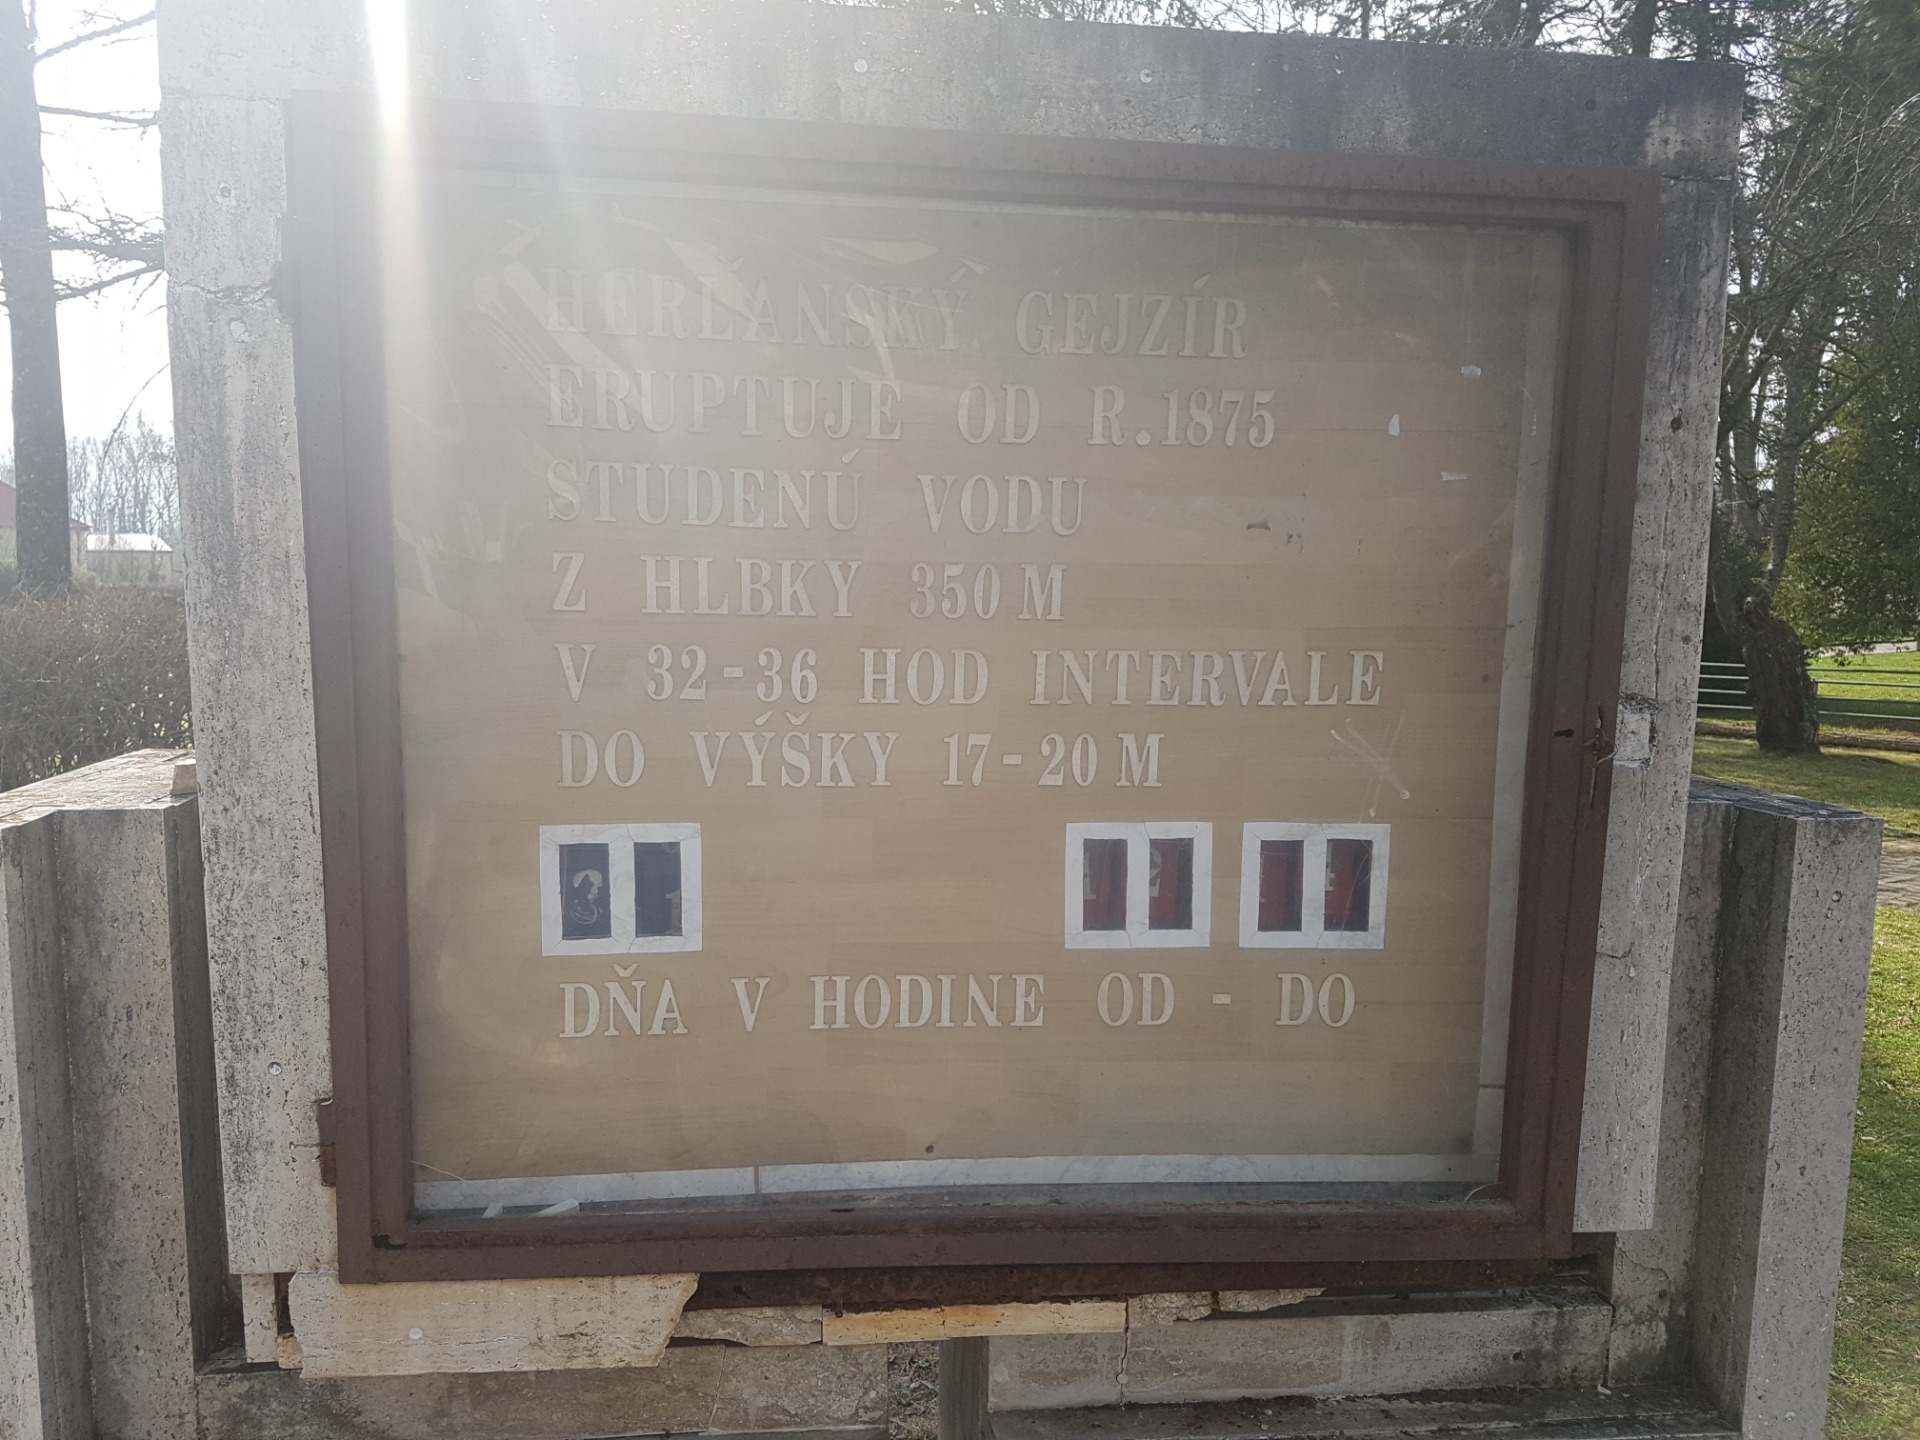 HERĽANSKÝ GEJZÍR
ERUPTUJE OD R.1875
STUDENÚ VODU
Z HLBKY 350 M
V 32-36 HOD INTERVALE
DO VÝŠKY 17-20 M
DŇA V HODINE OD - DO